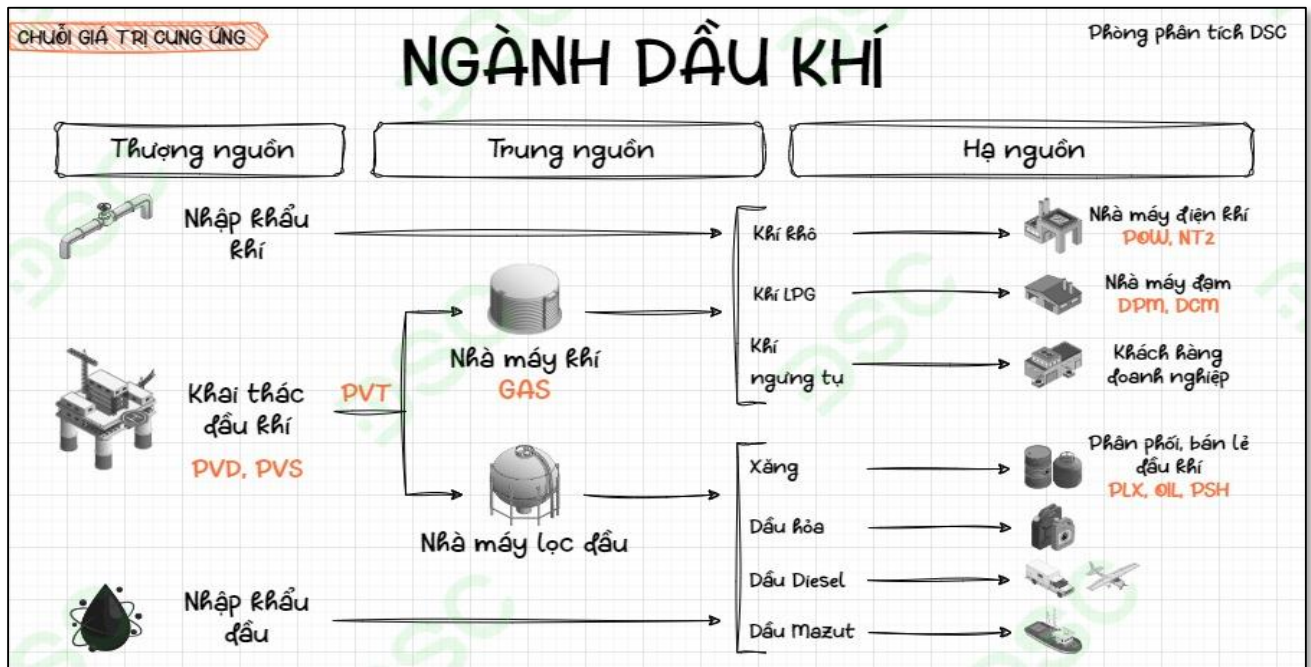 CHUỖI GIÁ TRỊ CUNG ỨNG
NGÀNH DẦU KHÍ
Phòng phân tích DSC
Thượng nguồn
Trung nguồn
Hạ nguồn
Nhập khẩu
khí
Khí khô
Nhà máy điện khí
POW, NT2
Khí LPG
Nhà máy đạm
DPM, DCM
Khí
ngưng tụ
Khách hàng
doanh nghiệp
Nhà máy khí
GAS
Khai thác
dầu khí
PVD, PVS
PVT
Nhà máy lọc dầu
Xăng
Phân phối, bán lẻ
dầu khí
PLX, OIL, PSH
Dầu hỏa
Dầu Diesel
Nhập khẩu
dầu
Dầu Mazut
DSC
DSC
DSC
DSC